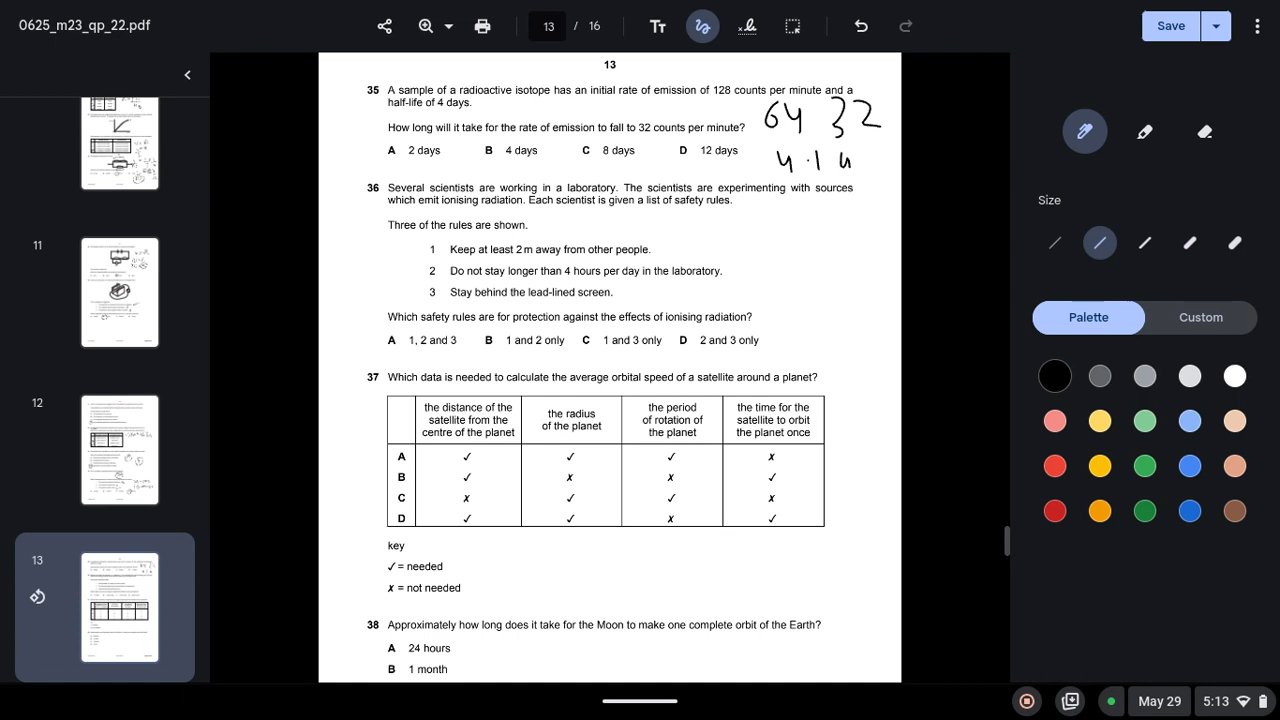 0625_m23_qp_22.pdf
13 / 16
Save
13
35 A sample of a radioactive isotope has an initial rate of emission of 128 counts per minute and a
half-life of 4 days.
64 32
How long will it take for the rate of emission to fall to 32 counts per minute?
A 2 days B 4 days C 8 days D 12 days
36 Several scientists are working in a laboratory. The scientists are experimenting with sources
which emit ionising radiation. Each scientist is given a list of safety rules.
Three of the rules are shown.
1 Keep at least 2 m away from other people.
2 Do not stay longer than 4 hours per day in the laboratory.
3 Stay behind the lead-lined screen.
Which safety rules are for protection against the effects of ionising radiation?
A 1, 2 and 3 B 1 and 2 only C 1 and 3 only D 2 and 3 only
37 Which data is needed to calculate the average orbital speed of a satellite around a planet?
the distance of the
satellite from the
centre of the planet
the radius
of the planet
the period
of rotation of
the planet
the time for the
satellite to orbit
the planet once
A ✓ ✓ ✓ ✗
B ✓ ✗ ✗ ✓
C ✗ ✓ ✓ ✗
D ✓ ✓ ✗ ✓
key
✓ = needed
✗ = not needed
38 Approximately how long does it take for the Moon to make one complete orbit of the Earth?
A 24 hours
B 1 month
11
12
13
Size
Palette
Custom
May 29
5:13